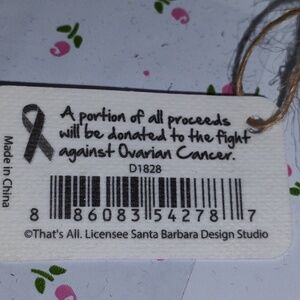 A portion of all proceeds
will be donated to the fight
against Ovarian Cancer.
D1828
8 86083 54278 7
©That's All. Licensee Santa Barbara Design Studio
Made in China